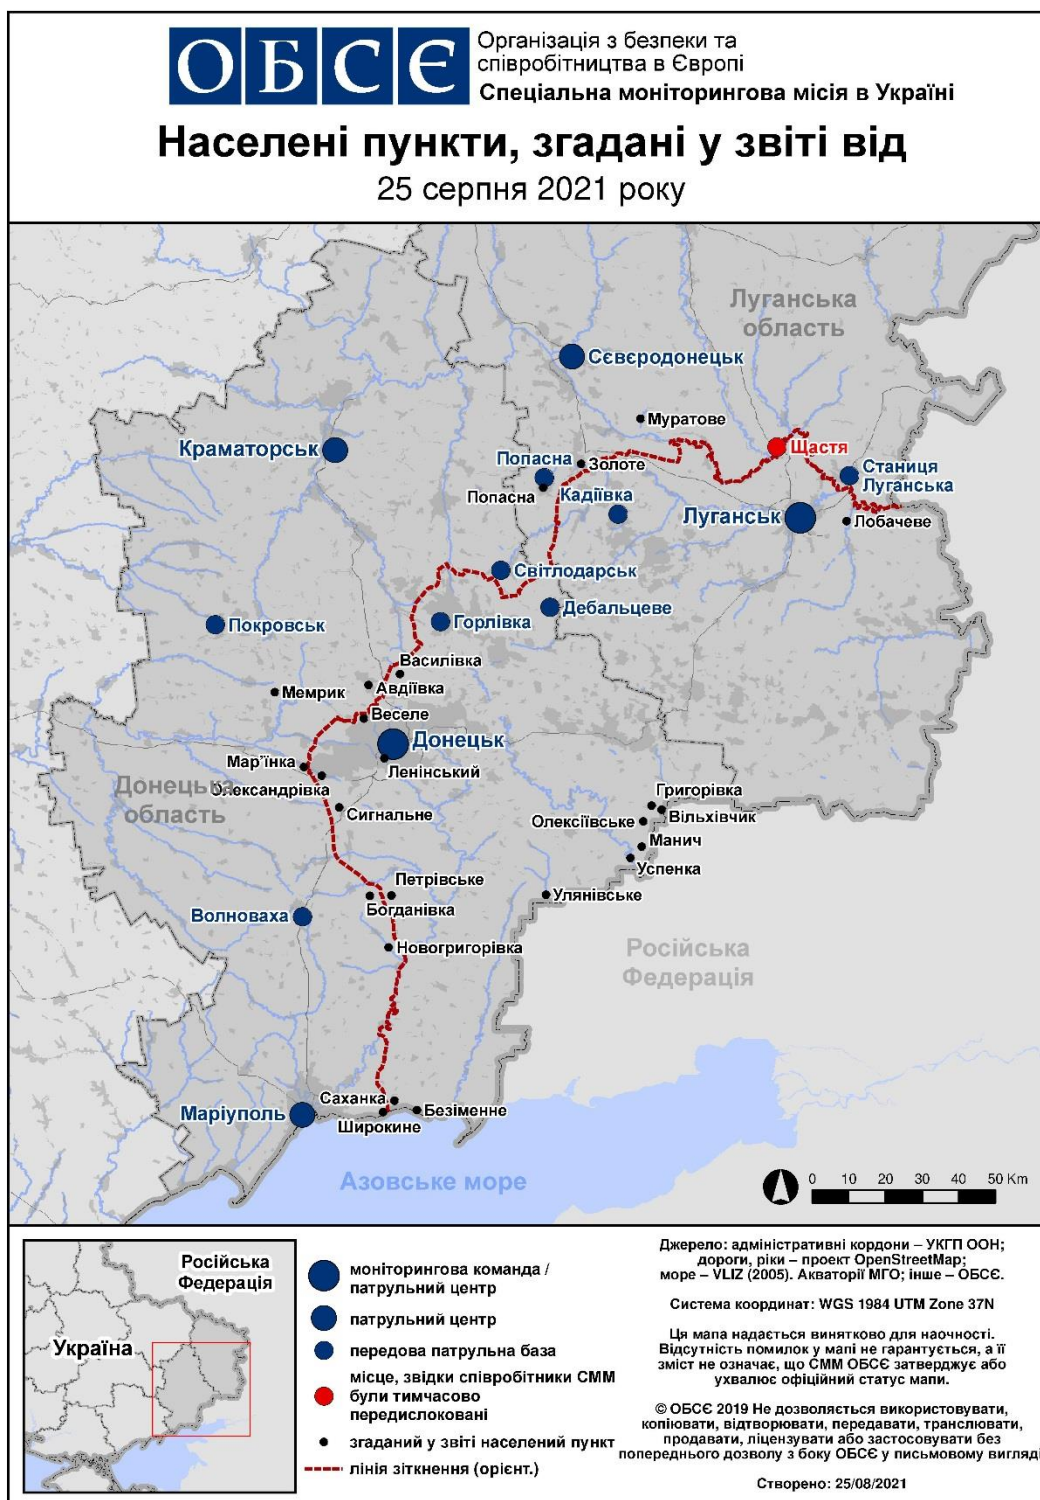 ОБСЄ
Організація з безпеки та
співробітництва в Європі
Спеціальна моніторингова місія в Україні
Населені пункти, згадані у звіті від
25 серпня 2021 року
Луганська
область
Сєвєродонецьк
Муратове
Краматорськ
Щастя
Попасна
Золоте
Станиця
Луганська
Попасна
Кадіївка
Луганськ
Лобачеве
Світлодарськ
Дебальцеве
Покровськ
Горлівка
Василівка
Авдіївка
Мемрик
Веселе
Донецьк
Мар’їнка
Ленінський
Донецька
область
Олександрівка
Григорівка
Сигнальне
Вільхівчик
Олексіївське
Манич
Успенка
Петрівське
Улянівське
Богданівка
Волноваха
Новогригорівка
Російська
Федерація
Саханка
Безіменне
Маріуполь
Широкине
Азовське море
0 10 20 30 40 50 Km
Російська
Федерація
Україна
моніторингова команда /
патрульний центр
патрульний центр
передова патрульна база
місце, звідки співробітники СММ
були тимчасово
передислоковані
згаданий у звіті населений пункт
лінія зіткнення (орієнт.)
Джерело: адміністративні кордони – УКГП ООН;
дороги, ріки – проект OpenStreetMap;
море – VLIZ (2005). Акваторії МГО; інше – ОБСЄ.
Система координат: WGS 1984 UTM Zone 37N
Ця мапа надається винятково для наочності.
Відсутність помилок у мапі не гарантується, а її
зміст не означає, що СММ ОБСЄ затверджує або
ухвалює офіційний статус мапи.
© ОБСЄ 2019 Не дозволяється використовувати,
копіювати, відтворювати, передавати, транслювати,
продавати, ліцензувати або застосовувати без
попереднього дозволу з боку ОБСЄ у письмовому вигляді
Створено: 25/08/2021